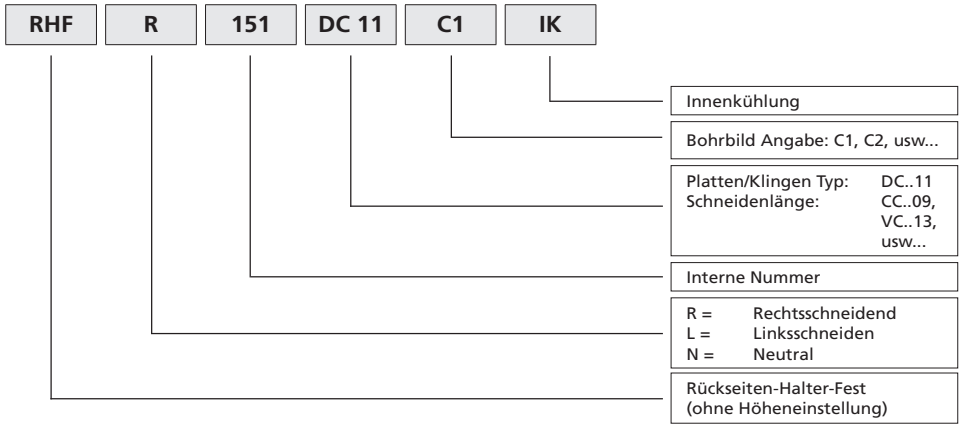 RHF R 151 DC 11 C1 IK
Innenkühlung
Bohrbild Angabe: C1, C2, usw...
Platten/Klingen Typ: DC..11
Schneidenlänge: CC..09,
VC..13,
usw...
Interne Nummer
R = Rechtsschneidend
L = Linksschneiden
N = Neutral
Rückseiten-Halter-Fest
(ohne Höheneinstellung)